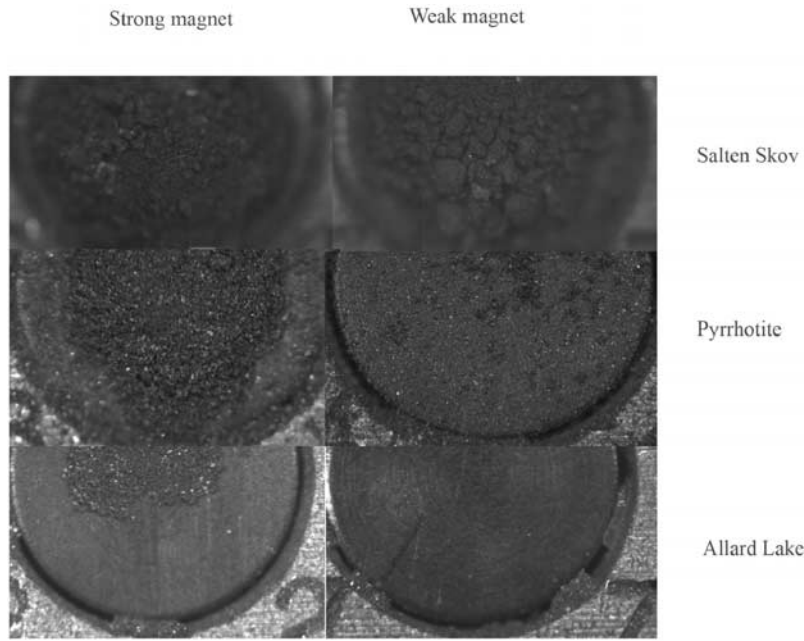 Strong magnet
Weak magnet
Salten Skov
Pyrrhotite
Allard Lake